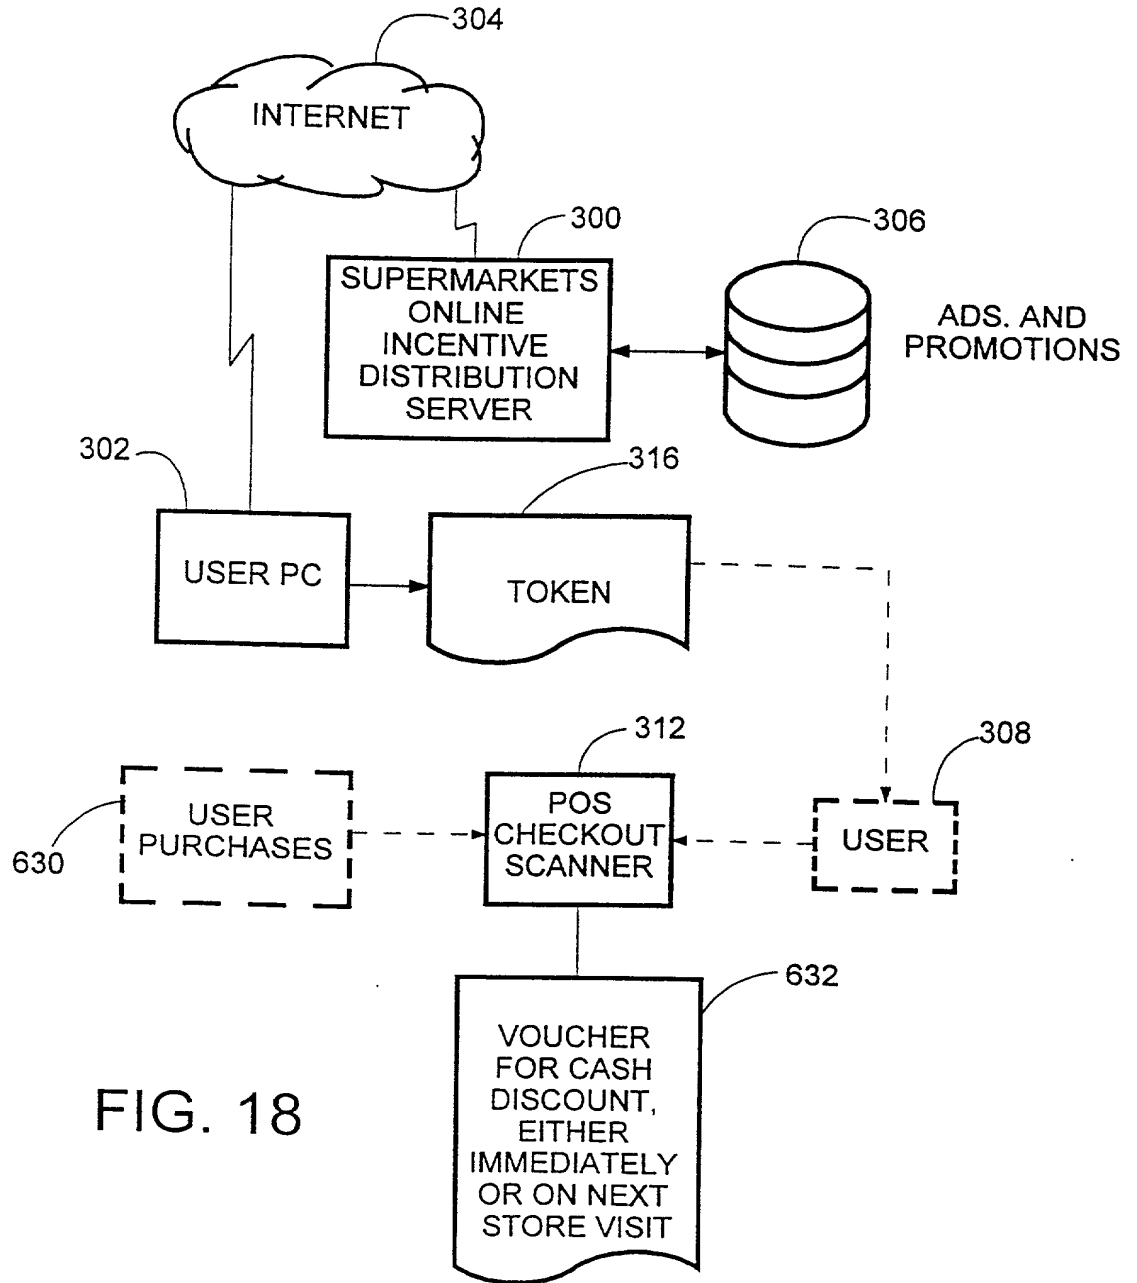 304
INTERNET
300
306
SUPERMARKETS
ONLINE
INCENTIVE
DISTRIBUTION
SERVER
ADS. AND
PROMOTIONS
302
316
USER PC
TOKEN
312
308
USER
PURCHASES
630
POS
CHECKOUT
SCANNER
USER
632
VOUCHER
FOR CASH
DISCOUNT,
EITHER
IMMEDIATELY
OR ON NEXT
STORE VISIT
FIG. 18